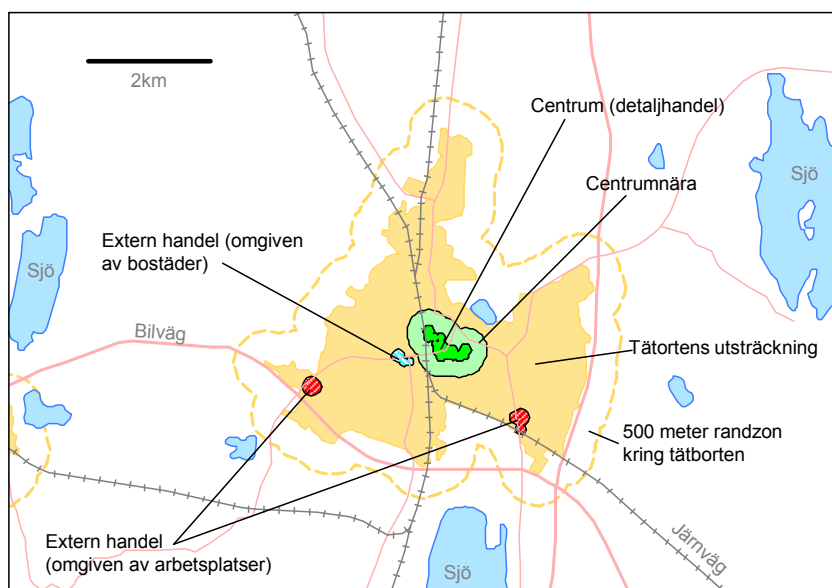 2km
Centrum (detaljhandel)
Centrumnära
Sjö
Extern handel (omgiven
av bostäder)
Sjö
Bilväg
Tätortens utsträckning
500 meter randzon
kring tätborten
Extern handel
(omgiven av arbetsplatser)
Järnväg
Sjö